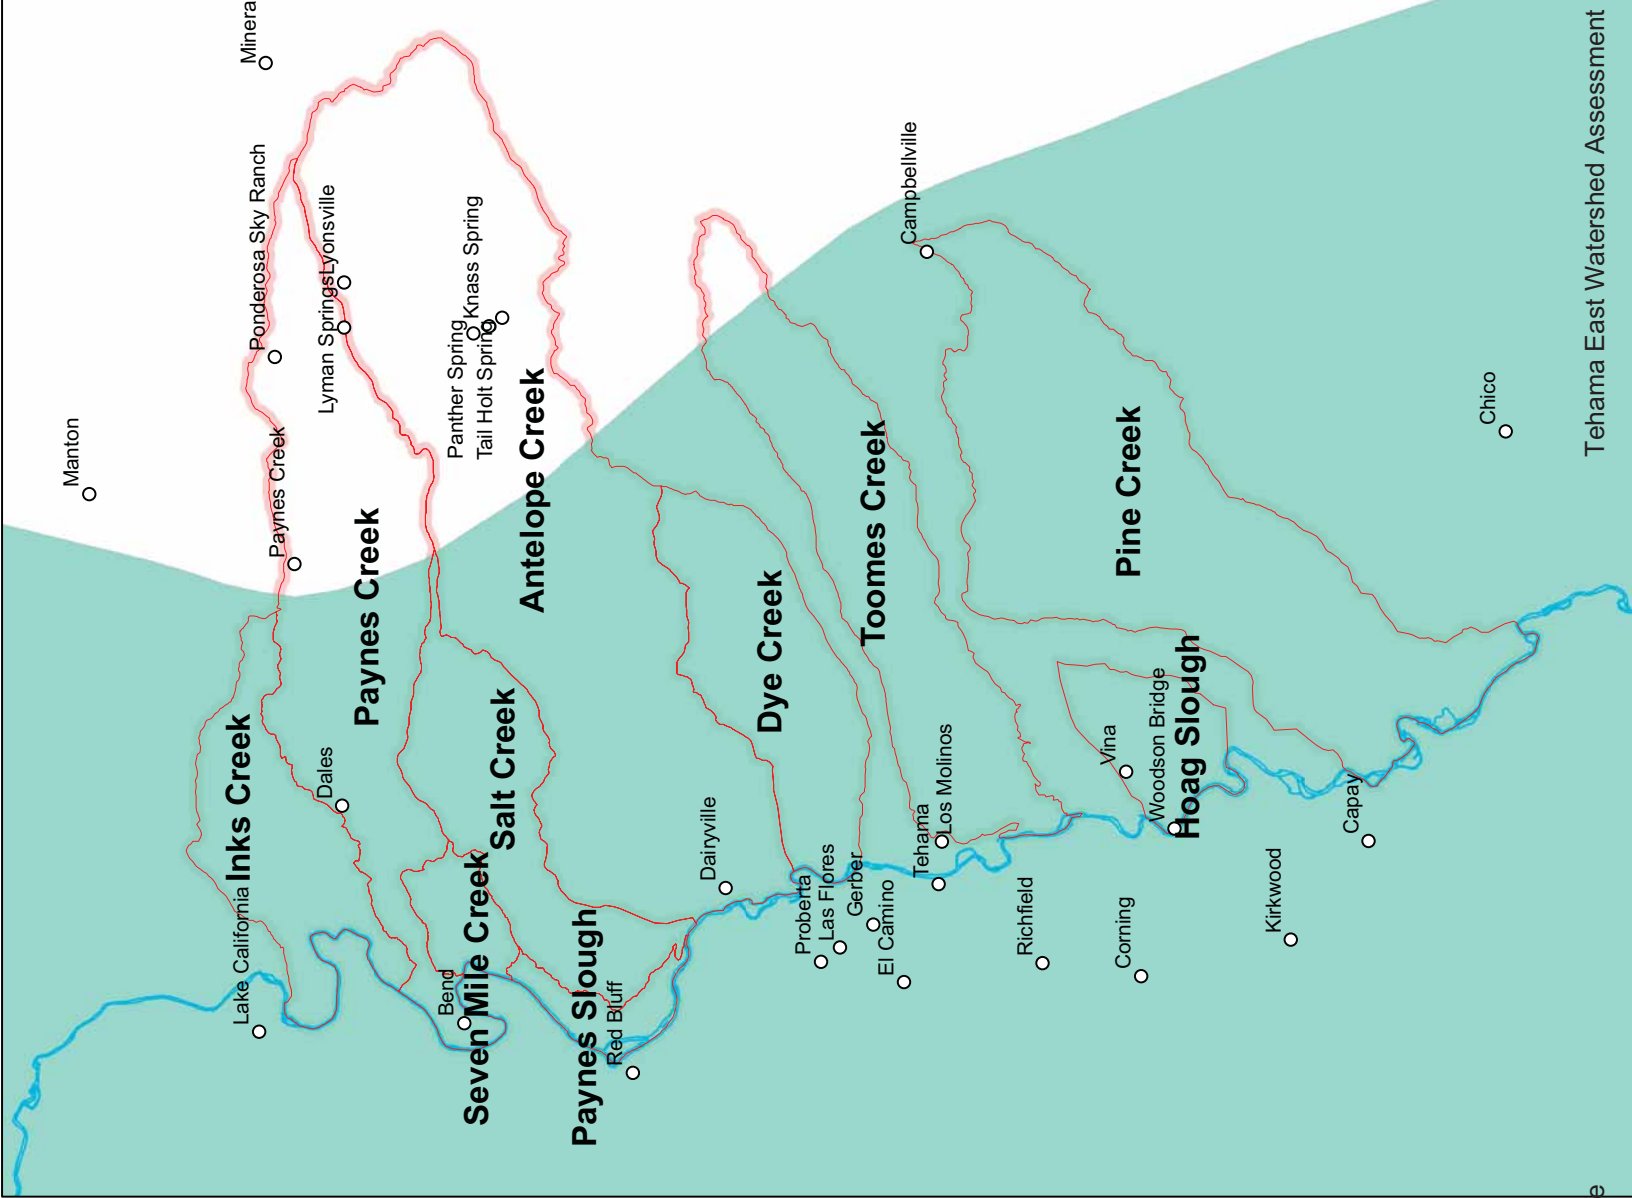 Minera
Manton
Ponderosa Sky Ranch
Paynes Creek
Lyonsville
Lyman Springs
Knass Spring
Panther Spring
Tail Holt Spring
Campbellville
Chico
Paynes Creek
Antelope Creek
Toomes Creek
Pine Creek
Dye Creek
Inks Creek
Salt Creek
Seven Mile Creek
Paynes Slough
Hoag Slough
Dales
Lake California
Bend
Red Bluff
Dairyville
Proberta
Las Flores
Gerber
El Camino
Tehama
Los Molinos
Richfield
Corning
Vina
Woodson Bridge
Kirkwood
Capay
Tehama East Watershed Assessment
e